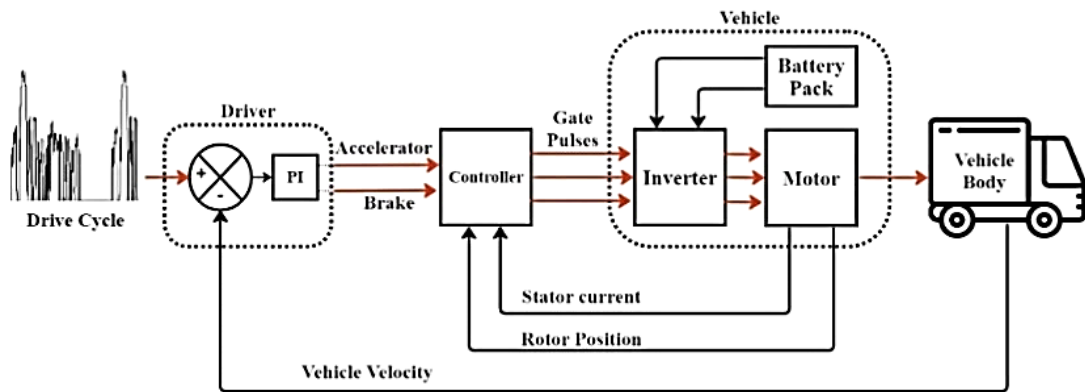 Vehicle
Battery
Pack
Driver
Gate
Pulses
Accelerator
+
-
PI
Controller
Inverter
Motor
Vehicle
Body
Brake
Drive Cycle
Stator current
Rotor Position
Vehicle Velocity